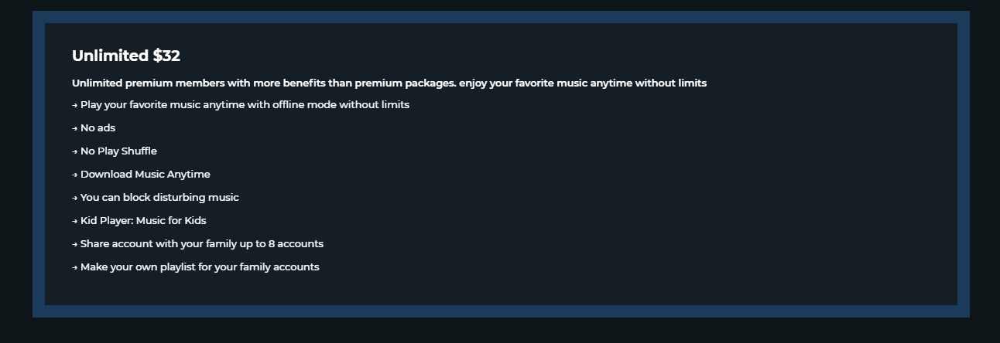 Unlimited $32
Unlimited premium members with more benefits than premium packages. enjoy your favorite music anytime without limits
→ Play your favorite music anytime with offline mode without limits
→ No ads
→ No Play Shuffle
→ Download Music Anytime
→ You can block disturbing music
→ Kid Player: Music for Kids
→ Share account with your family up to 8 accounts
→ Make your own playlist for your family accounts